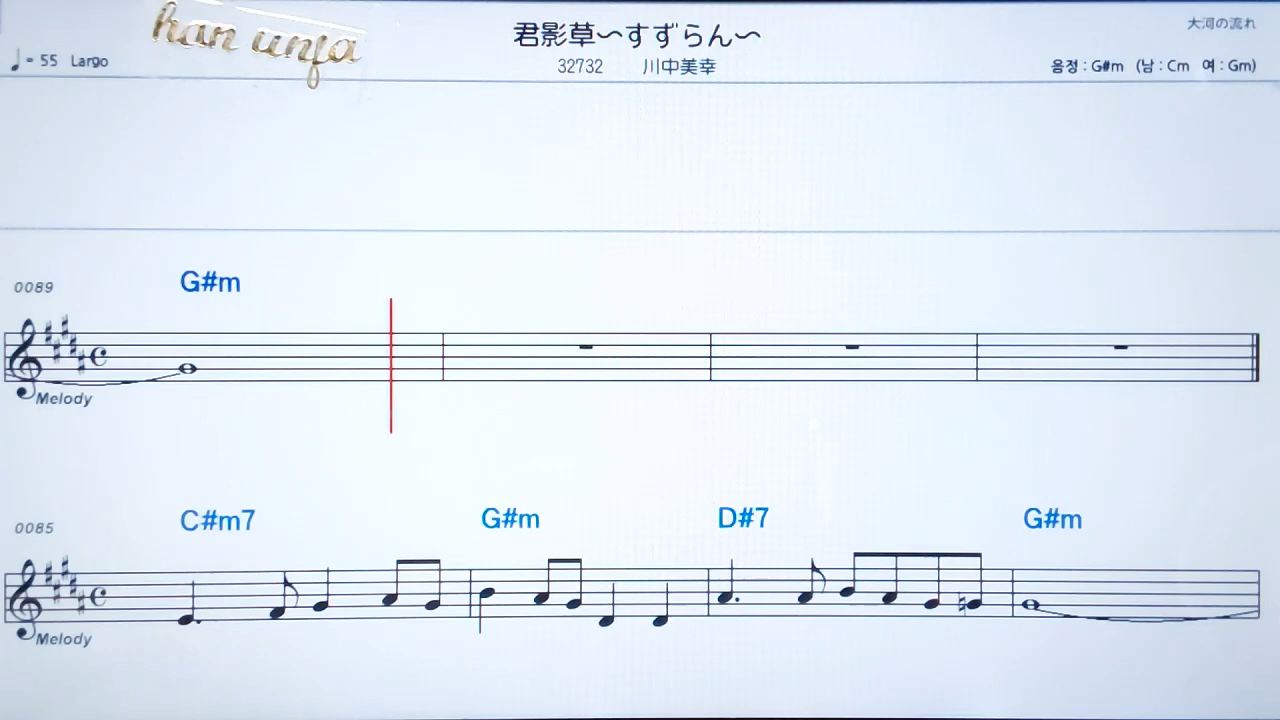 han unfa
君影草〜すずらん〜
大河の流れ
♩= 55 Largo
32732 川中美幸
음정 : G#m (남 : Cm 여 : Gm)
0089
G#m
Melody
0085
C#m7 G#m D#7 G#m
Melody